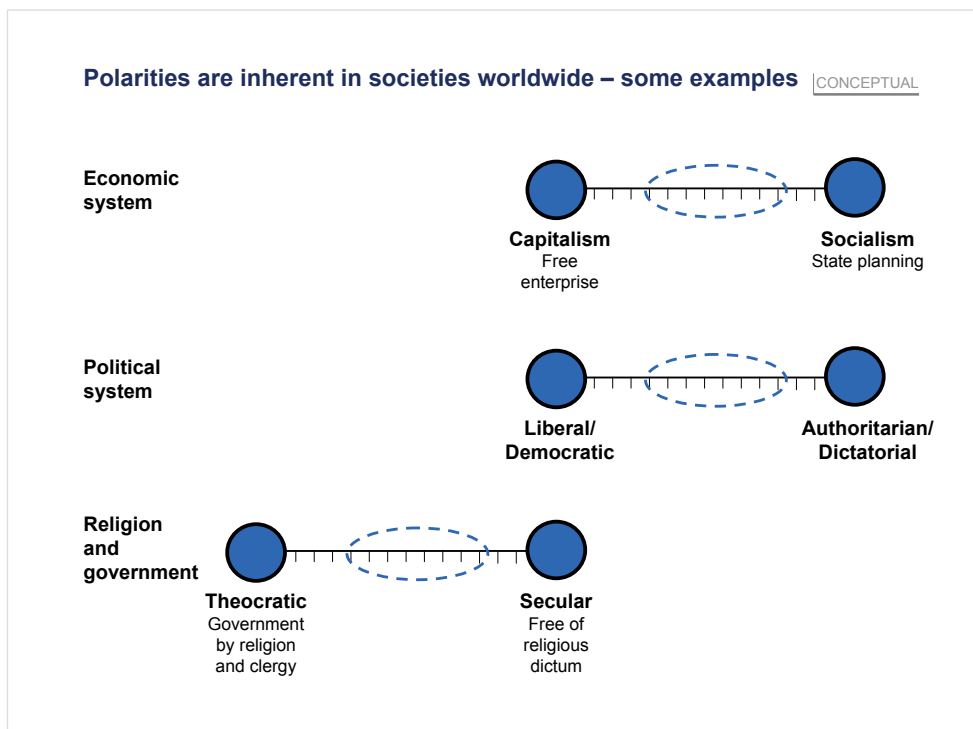 Polarities are inherent in societies worldwide – some examples
CONCEPTUAL
Economic
system
Capitalism
Free
enterprise
Socialism
State planning
Political
system
Liberal/
Democratic
Authoritarian/
Dictatorial
Religion
and
government
Theocratic
Government
by religion
and clergy
Secular
Free of
religious
dictum